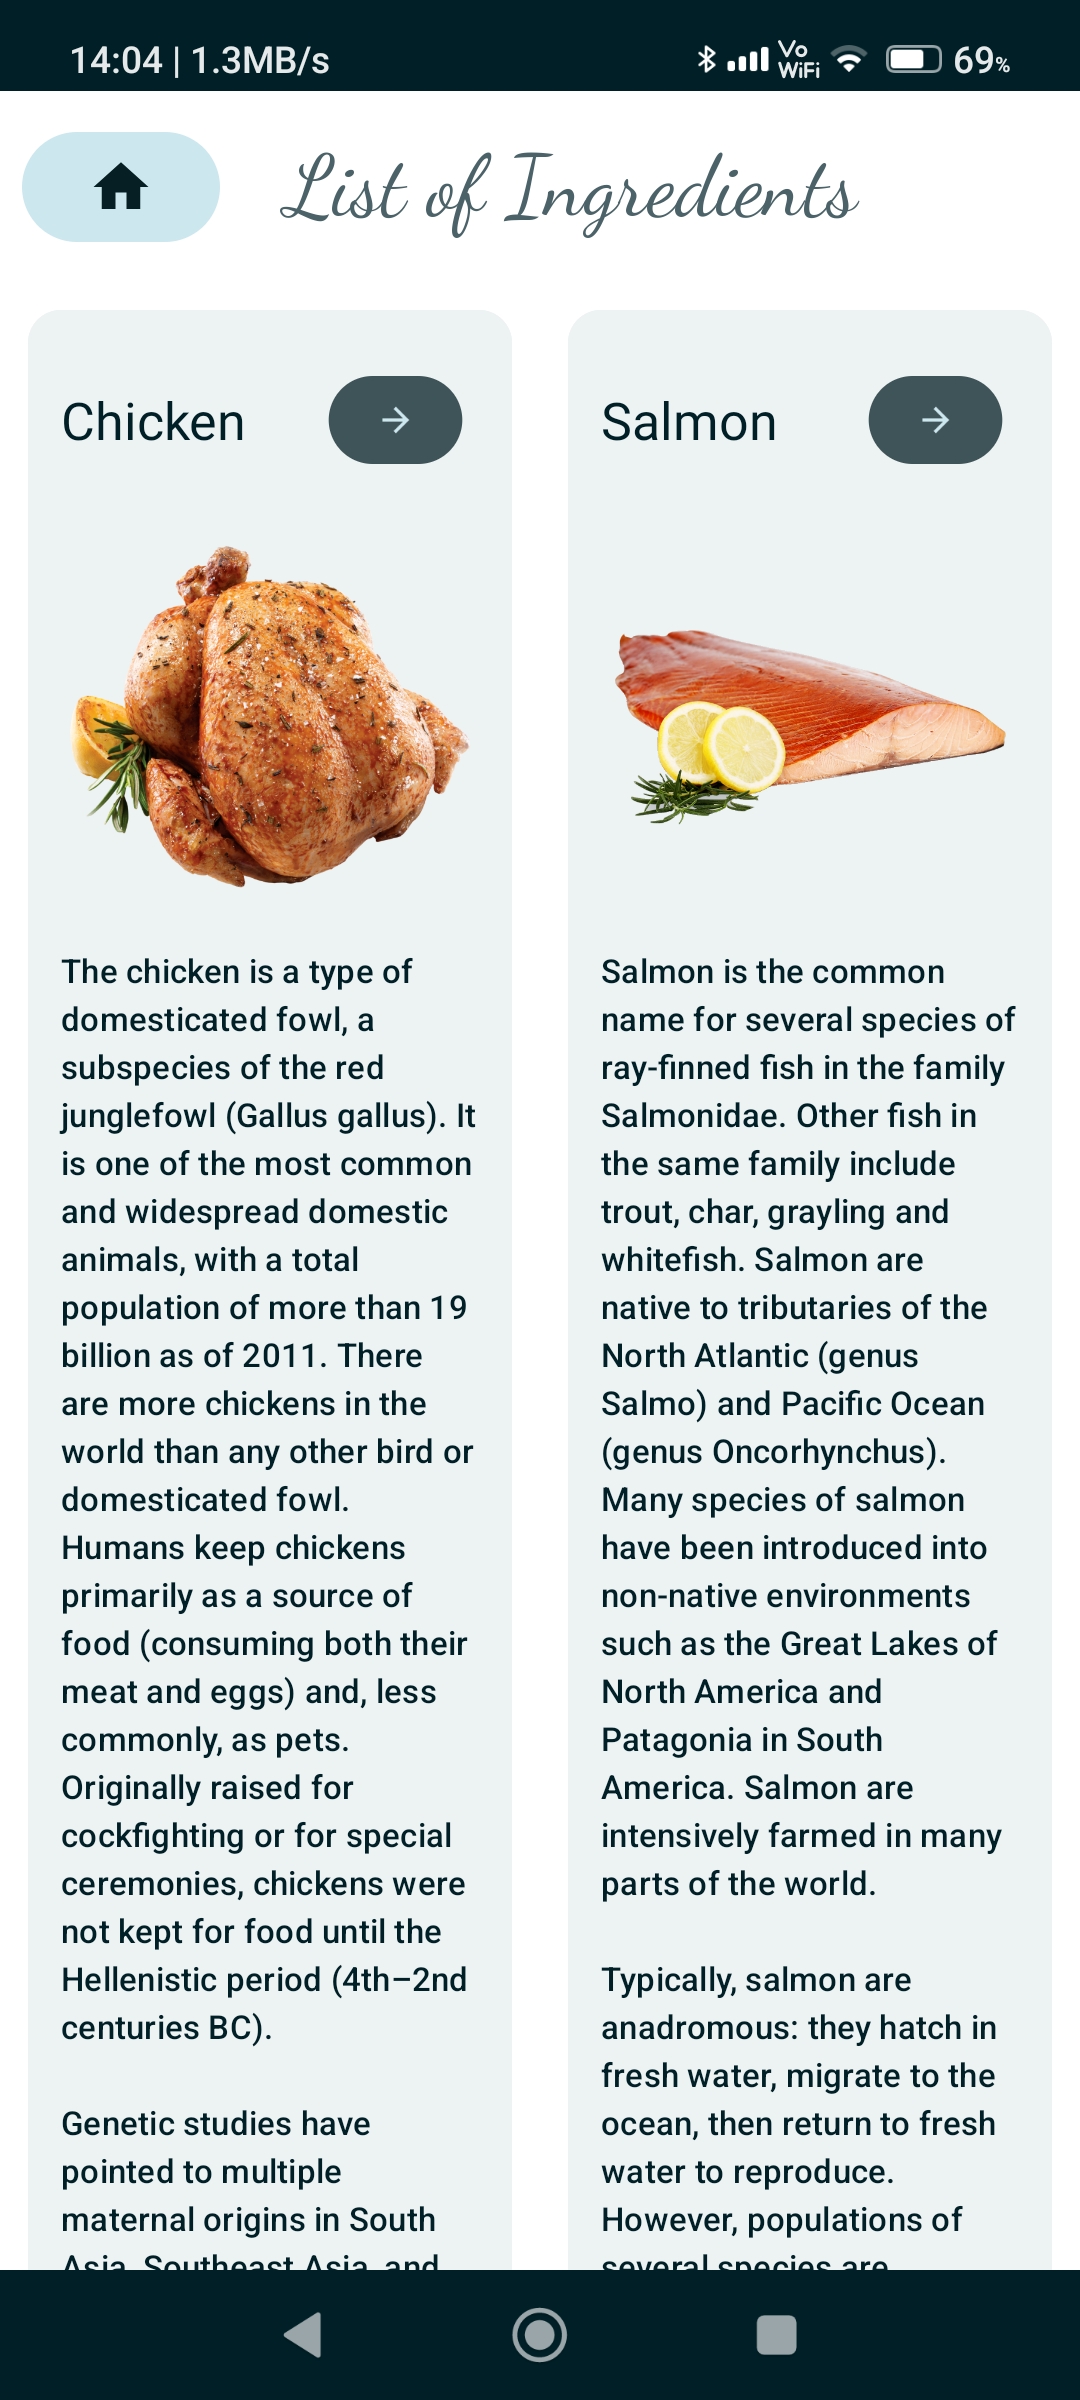 14:04 | 1.3MB/s
Vo
WiFi
69%
List of Ingredients
Chicken
The chicken is a type of
domesticated fowl, a
subspecies of the red
junglefowl (Gallus gallus). It
is one of the most common
and widespread domestic
animals, with a total
population of more than 19
billion as of 2011. There
are more chickens in the
world than any other bird or
domesticated fowl.
Humans keep chickens
primarily as a source of
food (consuming both their
meat and eggs) and, less
commonly, as pets.
Originally raised for
cockfighting or for special
ceremonies, chickens were
not kept for food until the
Hellenistic period (4th–2nd
centuries BC).
Genetic studies have
pointed to multiple
maternal origins in South
Asia, Southeast Asia, and
Salmon
Salmon is the common
name for several species of
ray-finned fish in the family
Salmonidae. Other fish in
the same family include
trout, char, grayling and
whitefish. Salmon are
native to tributaries of the
North Atlantic (genus
Salmo) and Pacific Ocean
(genus Oncorhynchus).
Many species of salmon
have been introduced into
non-native environments
such as the Great Lakes of
North America and
Patagonia in South
America. Salmon are
intensively farmed in many
parts of the world.
Typically, salmon are
anadromous: they hatch in
fresh water, migrate to the
ocean, then return to fresh
water to reproduce.
However, populations of
several species are